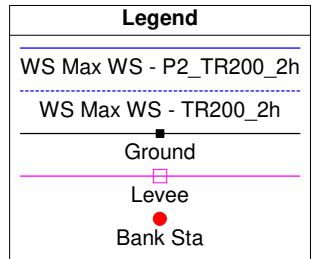 Legend
WS Max WS - P2_TR200_2h
WS Max WS - TR200_2h
Ground
Levee
Bank Sta